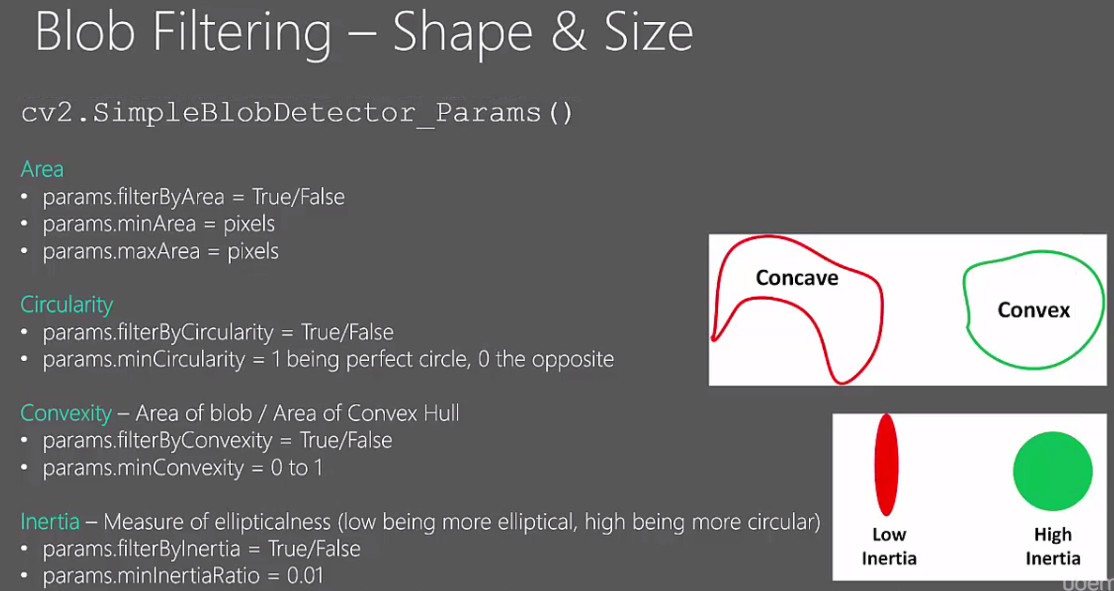 Blob Filtering – Shape & Size
cv2.SimpleBlobDetector_Params()
Area
• params.filterByArea = True/False
• params.minArea = pixels
• params.maxArea = pixels
Circularity
• params.filterByCircularity = True/False
• params.minCircularity = 1 being perfect circle, 0 the opposite
Convexity – Area of blob / Area of Convex Hull
• params.filterByConvexity = True/False
• params.minConvexity = 0 to 1
Inertia – Measure of ellipticalness (low being more elliptical, high being more circular)
• params.filterByInertia = True/False
• params.minInertiaRatio = 0.01
Concave
Convex
Low
Inertia
High
Inertia